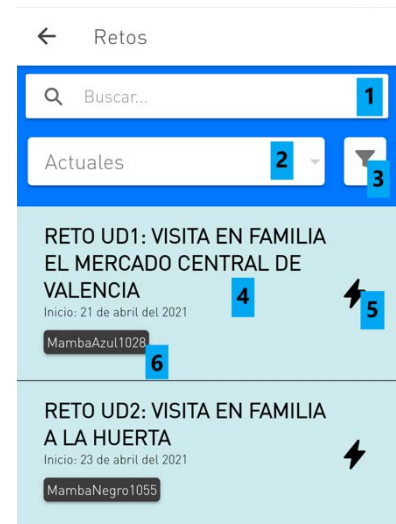 Retos
Buscar...
1
Actuales
2
3
RETO UD1: VISITA EN FAMILIA
EL MERCADO CENTRAL DE
VALENCIA
4
Inicio: 21 de abril del 2021
5
MambaAzul1028
6
RETO UD2: VISITA EN FAMILIA
A LA HUERTA
Inicio: 23 de abril del 2021
MambaNegro1055